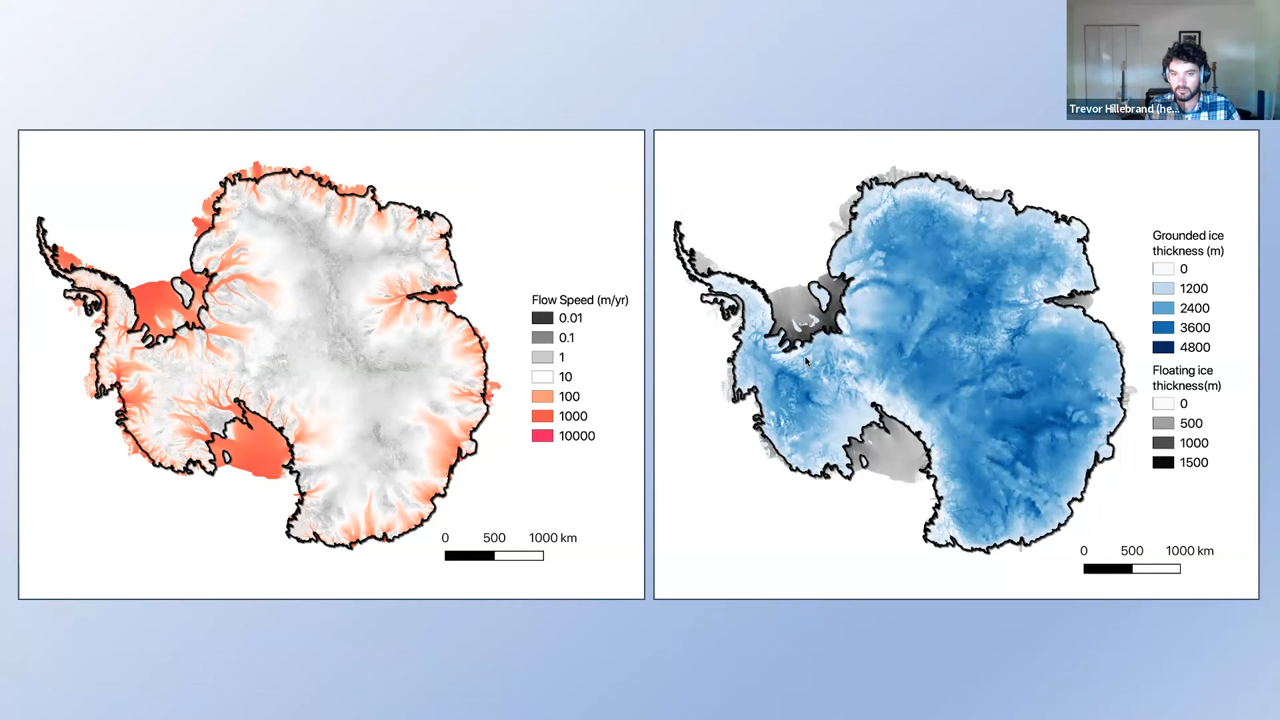 Trevor Hillebrand (he...
Flow Speed (m/yr)
0.01
0.1
1
10
100
1000
10000
0 500 1000 km
Grounded ice
thickness (m)
0
1200
2400
3600
4800
Floating ice
thickness(m)
0
500
1000
1500
0 500 1000 km